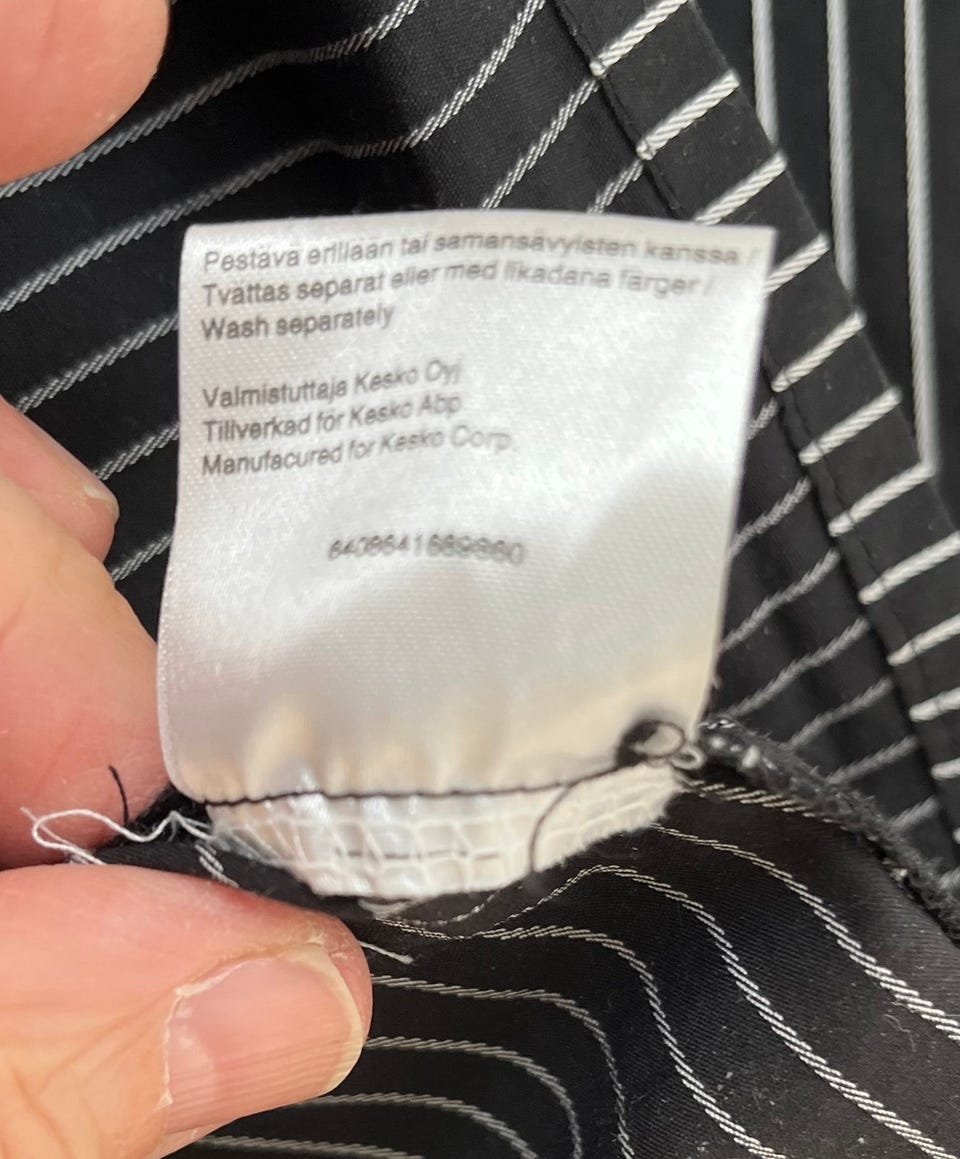 Pestävä erillään tai samansävyisten kanssa /
Tvättas separat eller med likadana färger /
Wash separately
Valmistuttaja Kesko Oyj
Tillverkad för Kesko Abp
Manufacured for Kesko Corp.